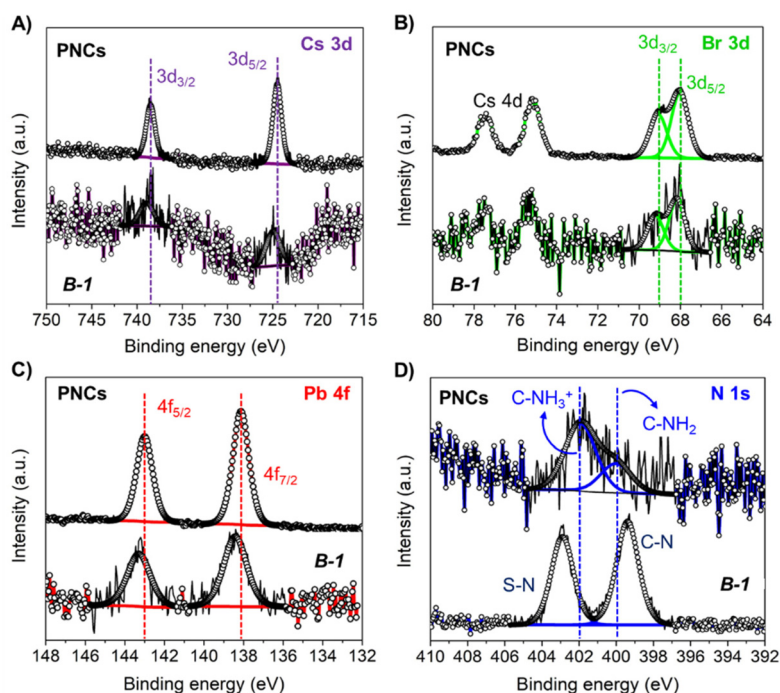 A)
PNCs
Cs 3d
3d3/2
3d5/2
B-1
Intensity (a.u.)
750 745 740 735 730 725 720 715
Binding energy (eV)
B)
PNCs
3d3/2
Br 3d
3d5/2
Cs 4d
B-1
Intensity (a.u.)
80 78 76 74 72 70 68 66 64
Binding energy (eV)
C)
PNCs
Pb 4f
4f5/2
4f7/2
B-1
Intensity (a.u.)
148 146 144 142 140 138 136 134 132
Binding energy (eV)
D)
PNCs
N 1s
C-NH3+
C-NH2
C-N
S-N
B-1
Intensity (a.u.)
410 408 406 404 402 400 398 396 394 392
Binding energy (eV)